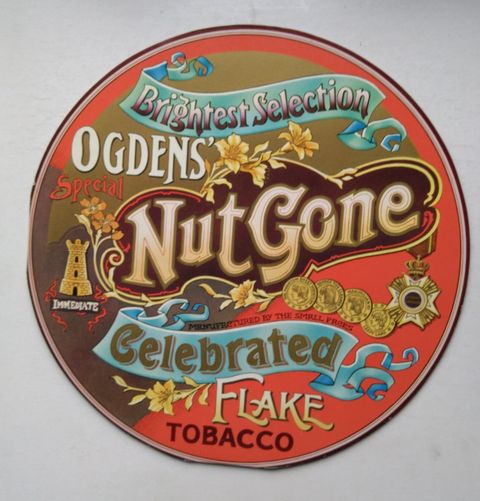 Brightest Selection
OGDENS'
Special
Nut Gone
IMMEDIATE
MANUFACTURED BY THE SMALL FACES
Celebrated
FLAKE
TOBACCO